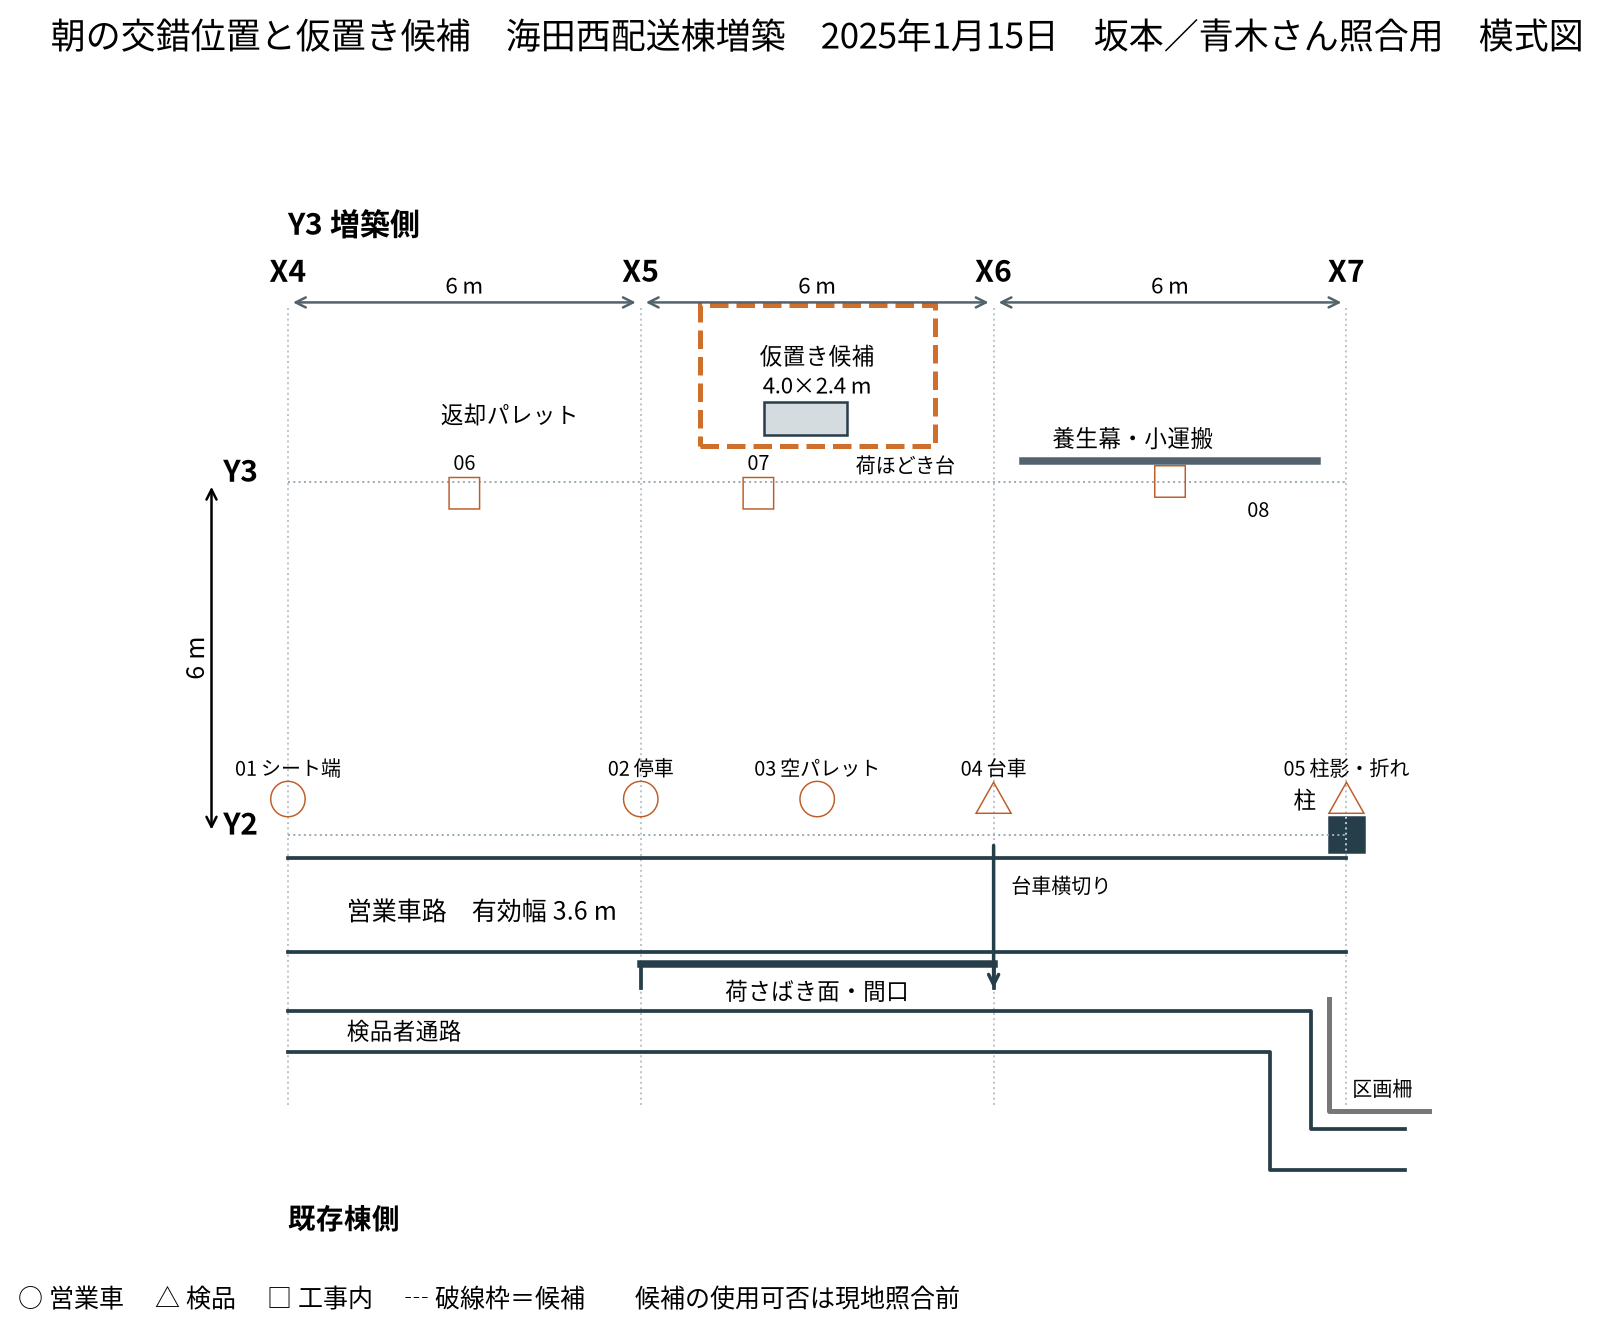 朝の交錯位置と仮置き候補　海田西配送棟増築　2025年1月15日　坂本／青木さん照合用　模式図
Y3 増築側
X4
X5
X6
X7
6 m
6 m
6 m
仮置き候補
4.0×2.4 m
返却パレット
養生幕・小運搬
06
07
荷ほどき台
Y3
08
6 m
01 シート端
02 停車
03 空パレット
04 台車
05 柱影・折れ
柱
Y2
台車横切り
営業車路　有効幅 3.6 m
荷さばき面・間口
検品者通路
区画柵
既存棟側
○ 営業車　△ 検品　□ 工事内　--- 破線枠＝候補　　候補の使用可否は現地照合前